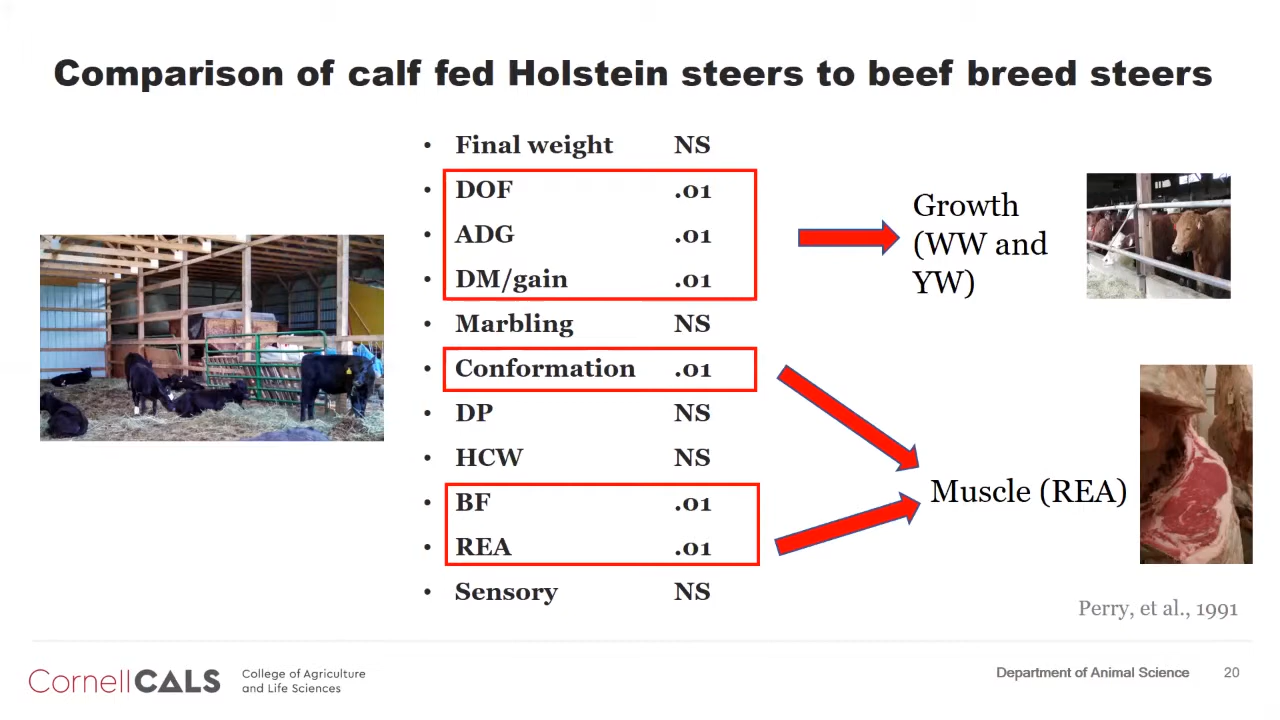 Comparison of calf fed Holstein steers to beef breed steers
• Final weight NS
• DOF .01
• ADG .01
• DM/gain .01
• Marbling NS
• Conformation .01
• DP NS
• HCW NS
• BF .01
• REA .01
• Sensory NS
Growth
(WW and
YW)
Muscle (REA)
Perry, et al., 1991
CornellCALS
College of Agriculture
and Life Sciences
Department of Animal Science 20